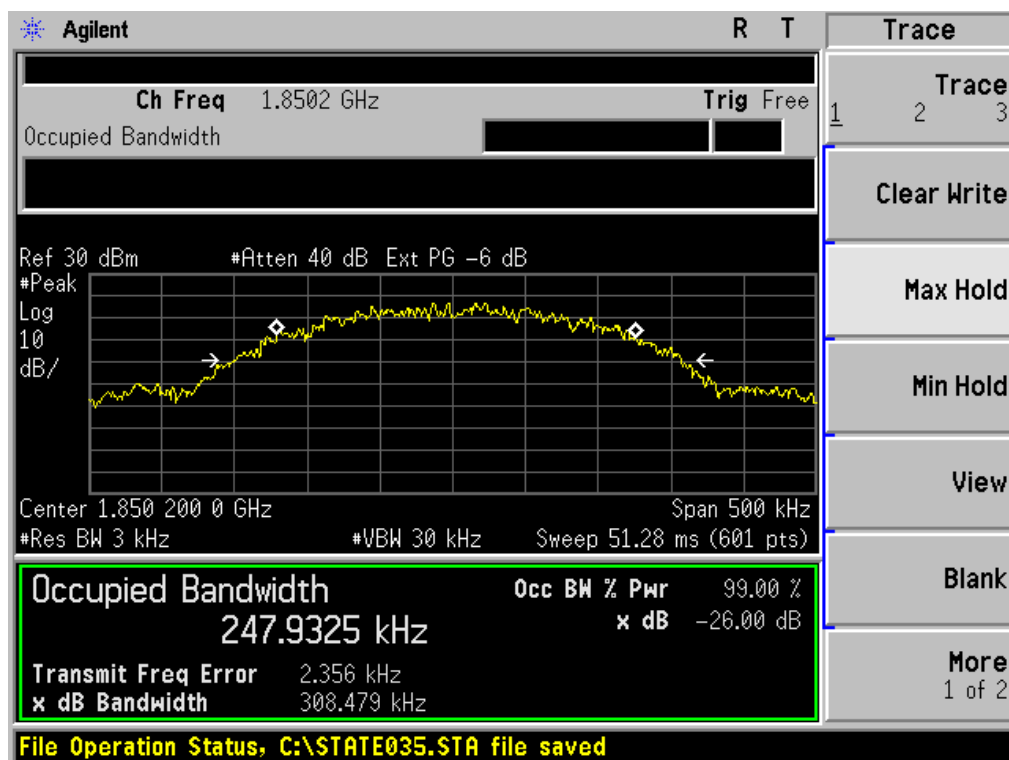 Agilent R T Trace
Ch Freq 1.8502 GHz Trig Free
Occupied Bandwidth
Trace
1 2 3
Clear Write
Ref 30 dBm #Atten 40 dB Ext PG -6 dB
#Peak
Log
10
dB/
Max Hold
Min Hold
View
Center 1.850 200 0 GHz Span 500 kHz
#Res BW 3 kHz #VBW 30 kHz Sweep 51.28 ms (601 pts)
Occupied Bandwidth Occ BW % Pwr 99.00 %
247.9325 kHz x dB -26.00 dB
Transmit Freq Error 2.356 kHz
x dB Bandwidth 308.479 kHz
Blank
More
1 of 2
File Operation Status, C:\STATE035.STA file saved